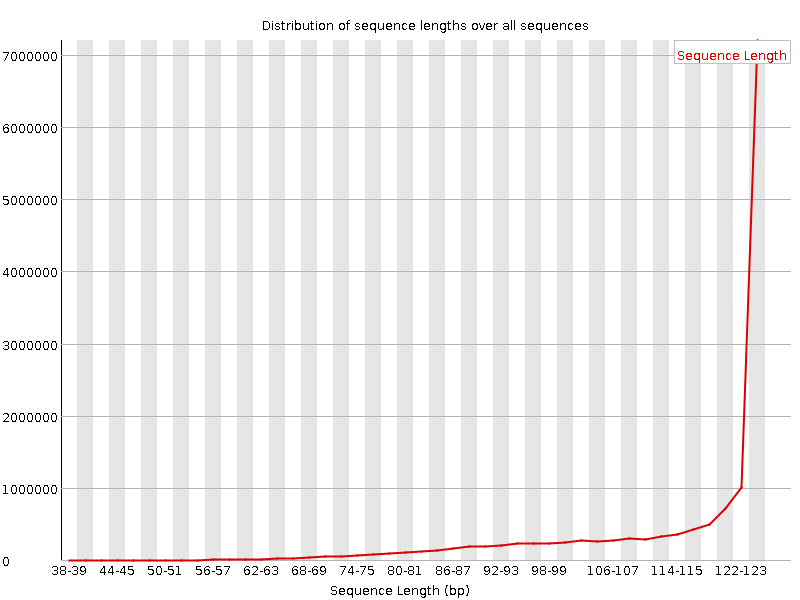 Distribution of sequence lengths over all sequences
Sequence Length
7000000
6000000
5000000
4000000
3000000
2000000
1000000
0
38-39 44-45 50-51 56-57 62-63 68-69 74-75 80-81 86-87 92-93 98-99 106-107 114-115 122-123
Sequence Length (bp)